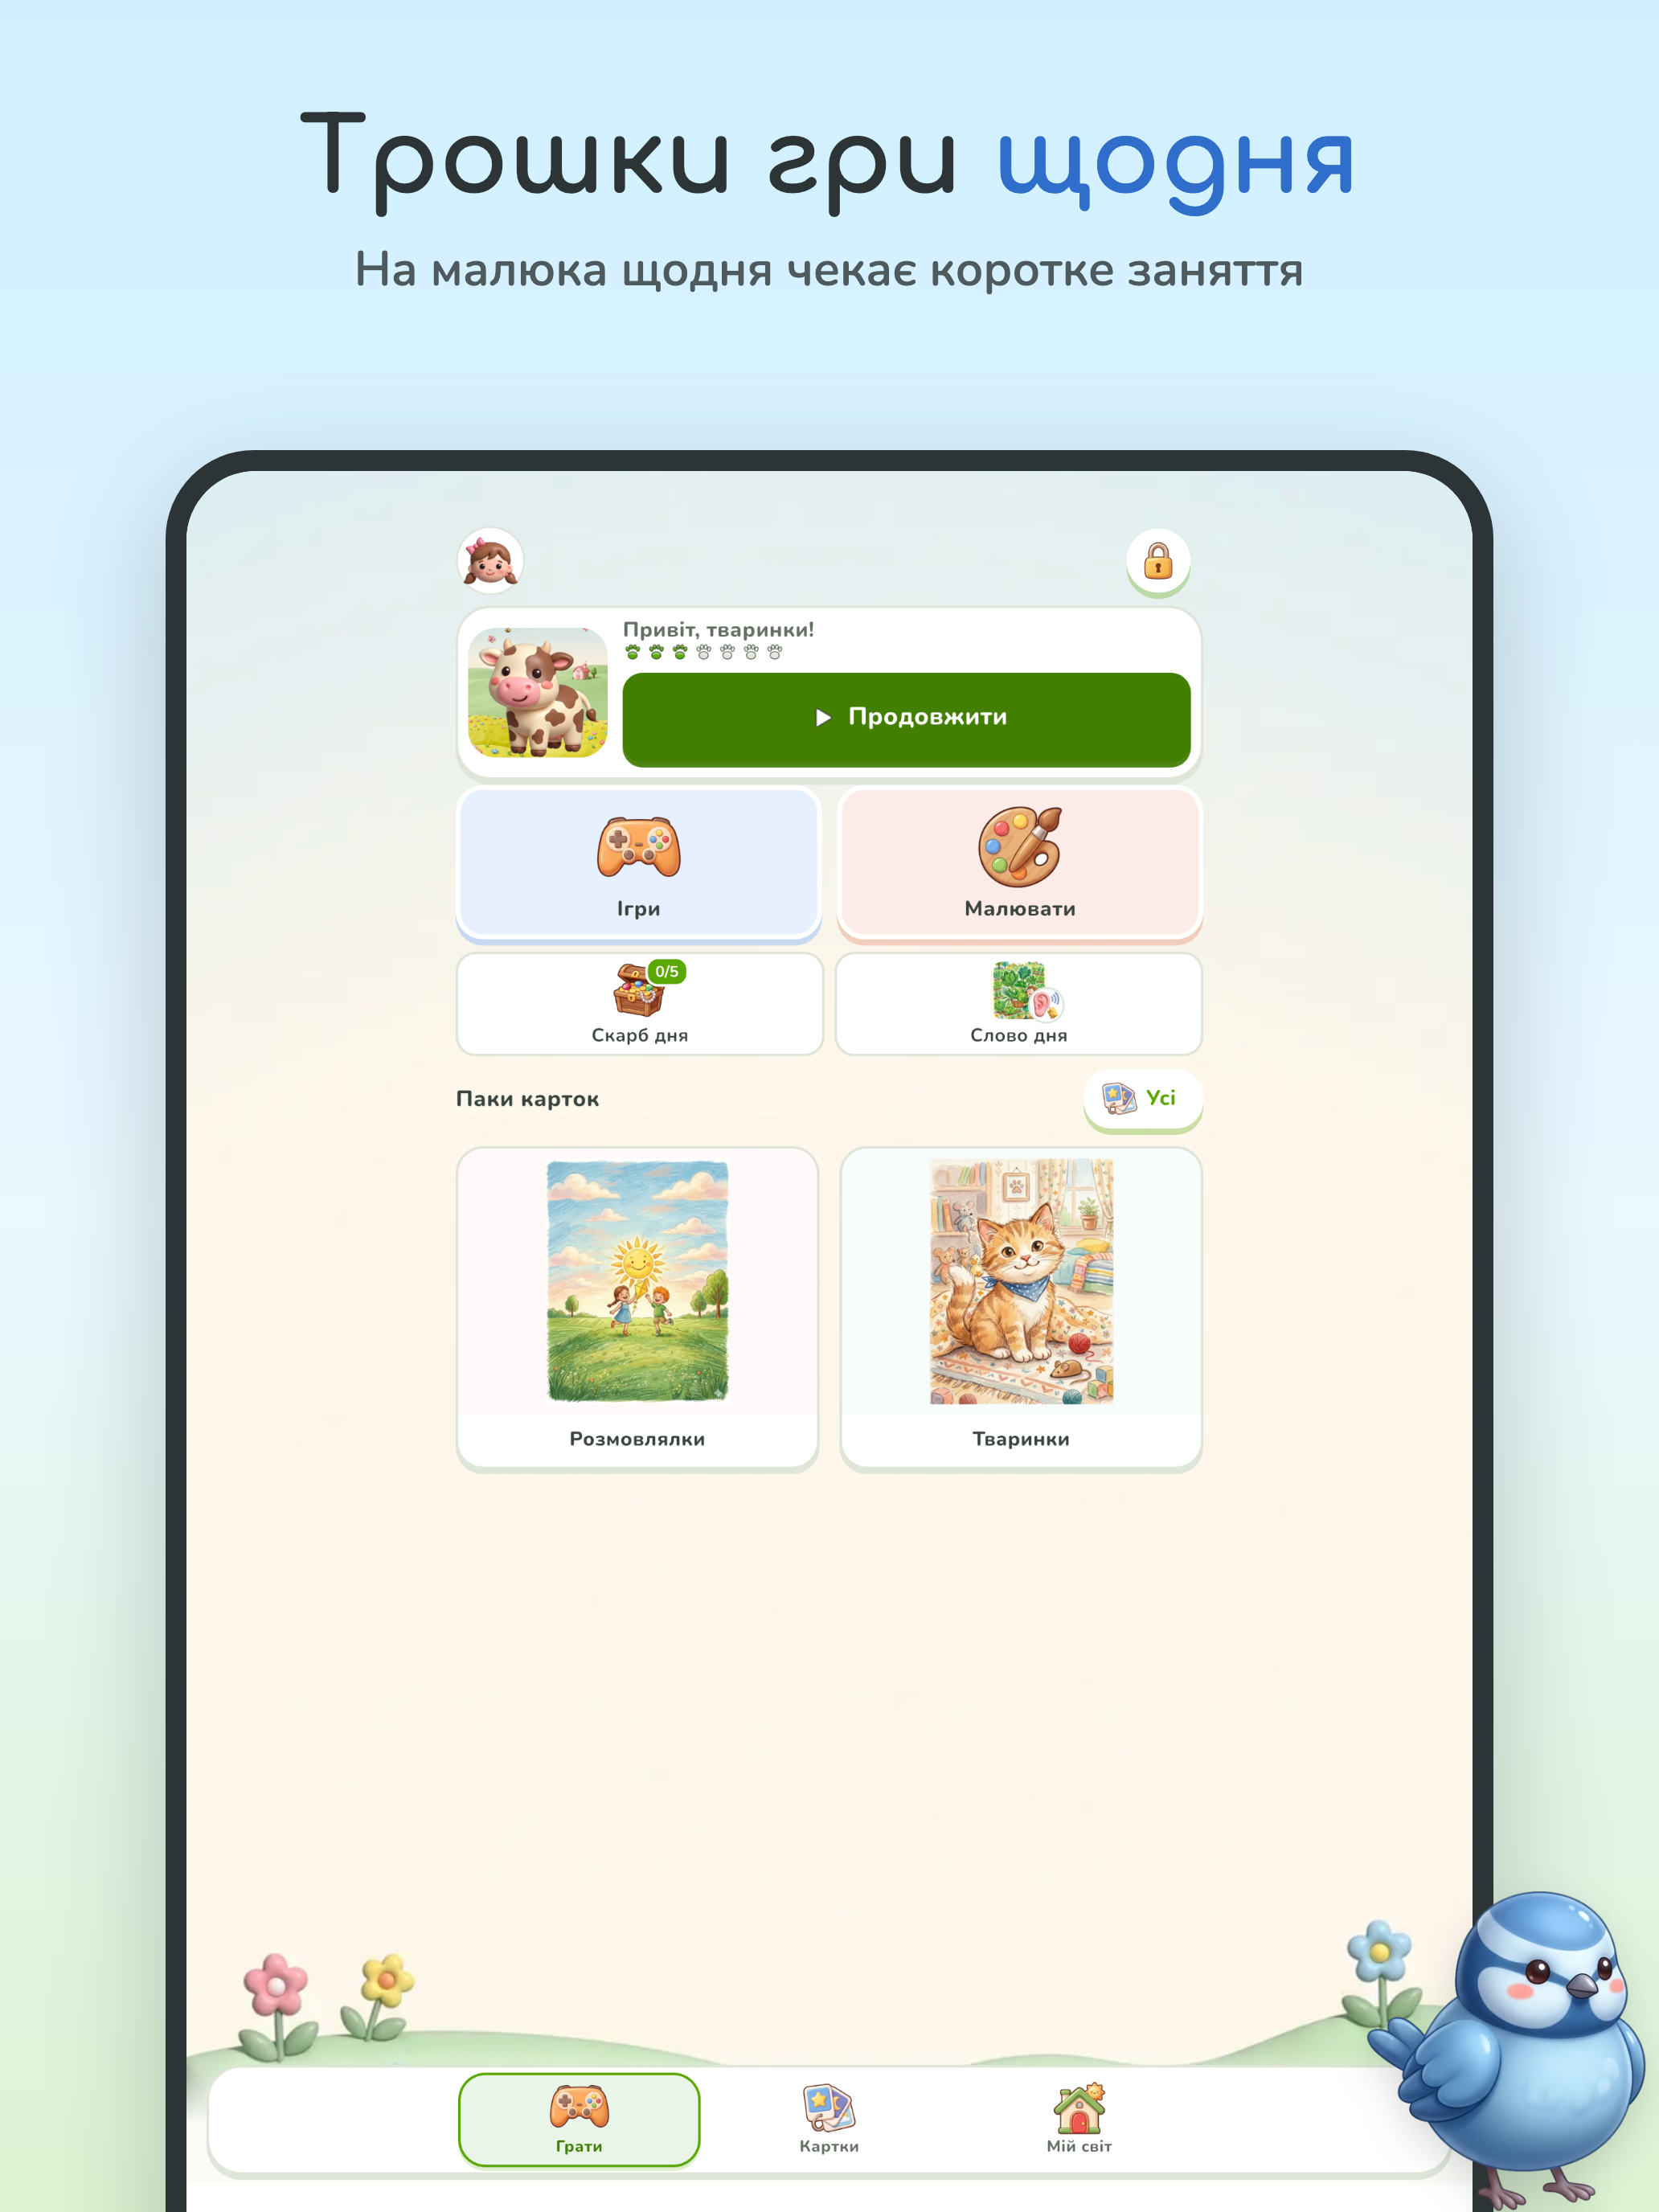 Трошки гри щодня
На малюка щодня чекає коротке заняття
Привіт, тваринки!
Продовжити
Ігри
Малювати
0/5
Скарб дня
Слово дня
Паки карток
Усі
Розмовлялки
Тваринки
Грати
Картки
Мій світ